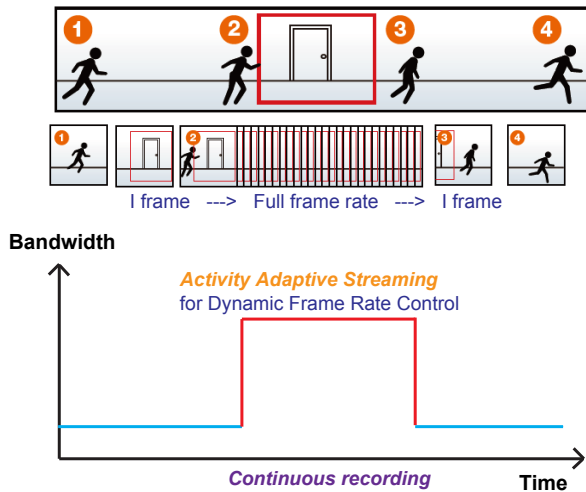 1 2 3 4
1 2 3 4
I frame ---> Full frame rate ---> I frame
Bandwidth
Activity Adaptive Streaming
for Dynamic Frame Rate Control
Continuous recording
Time